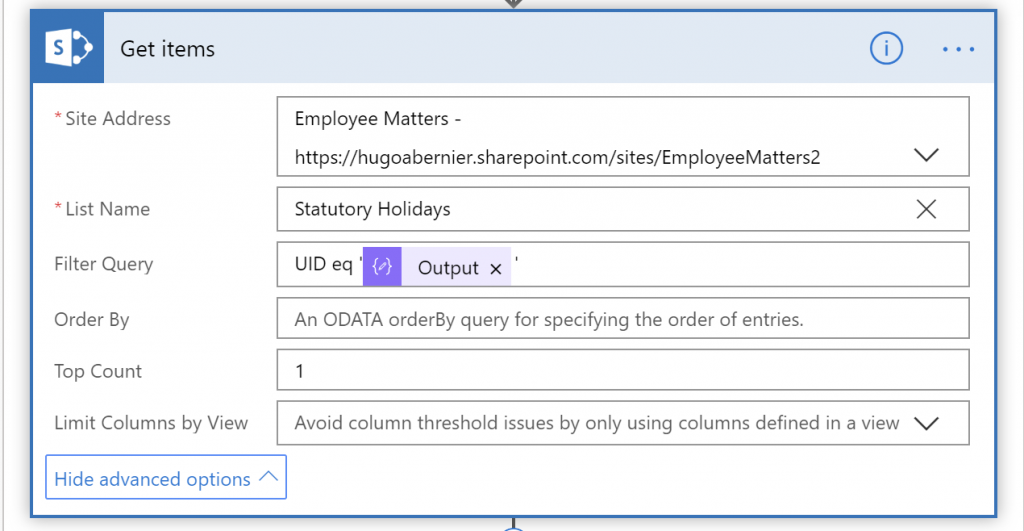 S
Get items
i
...
* Site Address
Employee Matters -
https://hugoabernier.sharepoint.com/sites/EmployeeMatters2
* List Name
Statutory Holidays
Filter Query
UID eq ' Output × '
Order By
An ODATA orderBy query for specifying the order of entries.
Top Count
1
Limit Columns by View
Avoid column threshold issues by only using columns defined in a view
Hide advanced options